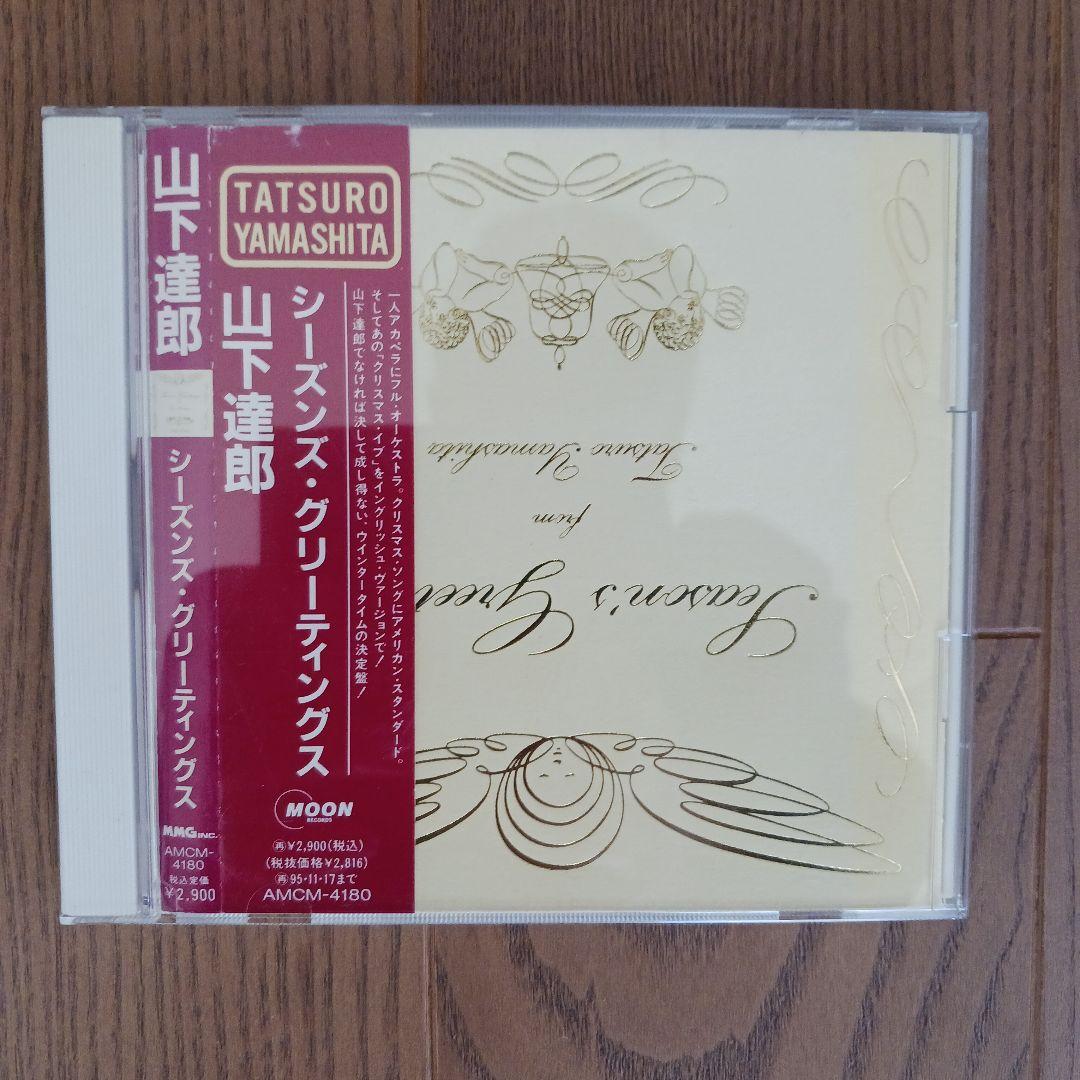 山下達郎
シーズンズ・グリーティングス
MMG INC.
AMCM-
4180
税込定価
¥2,900
TATSURO
YAMASHITA
シーズンズ・グリーティングス
山下達郎
一人アカペラにフル・オーケストラ。クリスマス・ソングにアメリカン・スタンダード。
そしてあの「クリスマス・イブ」をイングリッシュ・ヴァージョンで!
山下達郎でなければ決して成し得ない、ウインタータイムの決定盤!
MOON
RECORDS
再¥2,900(税込)
(税抜価格¥2,816)
再95・11・17まで
AMCM-4180
Season's Gree
from
Tatsuro Yamashita